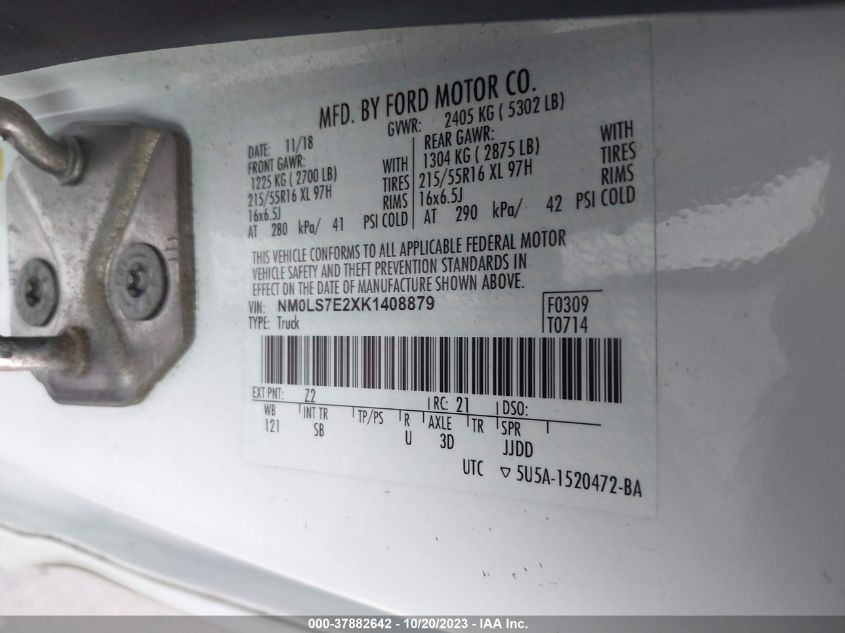 MFD. BY FORD MOTOR CO.
DATE: 11/18 GVWR: 2405 KG ( 5302 LB)
FRONT GAWR: REAR GAWR:
1225 KG ( 2700 LB) WITH 1304 KG ( 2875 LB) WITH
215/55R16 XL 97H TIRES 215/55R16 XL 97H TIRES
16x6.5J RIMS 16x6.5J RIMS
AT 280 kPa/ 41 PSI COLD AT 290 kPa/ 42 PSI COLD
THIS VEHICLE CONFORMS TO ALL APPLICABLE FEDERAL MOTOR
VEHICLE SAFETY AND THEFT PREVENTION STANDARDS IN
EFFECT ON THE DATE OF MANUFACTURE SHOWN ABOVE.
VIN: NM0LS7E2XK1408879 F0309
TYPE: Truck T0714
EXT PNT: Z2 RC: 21 DSO:
WB INT TR TP/PS R AXLE TR SPR
121 SB U 3D JJDD
UTC ▽ 5U5A-1520472-BA
000-37882642 - 10/20/2023 - IAA Inc.